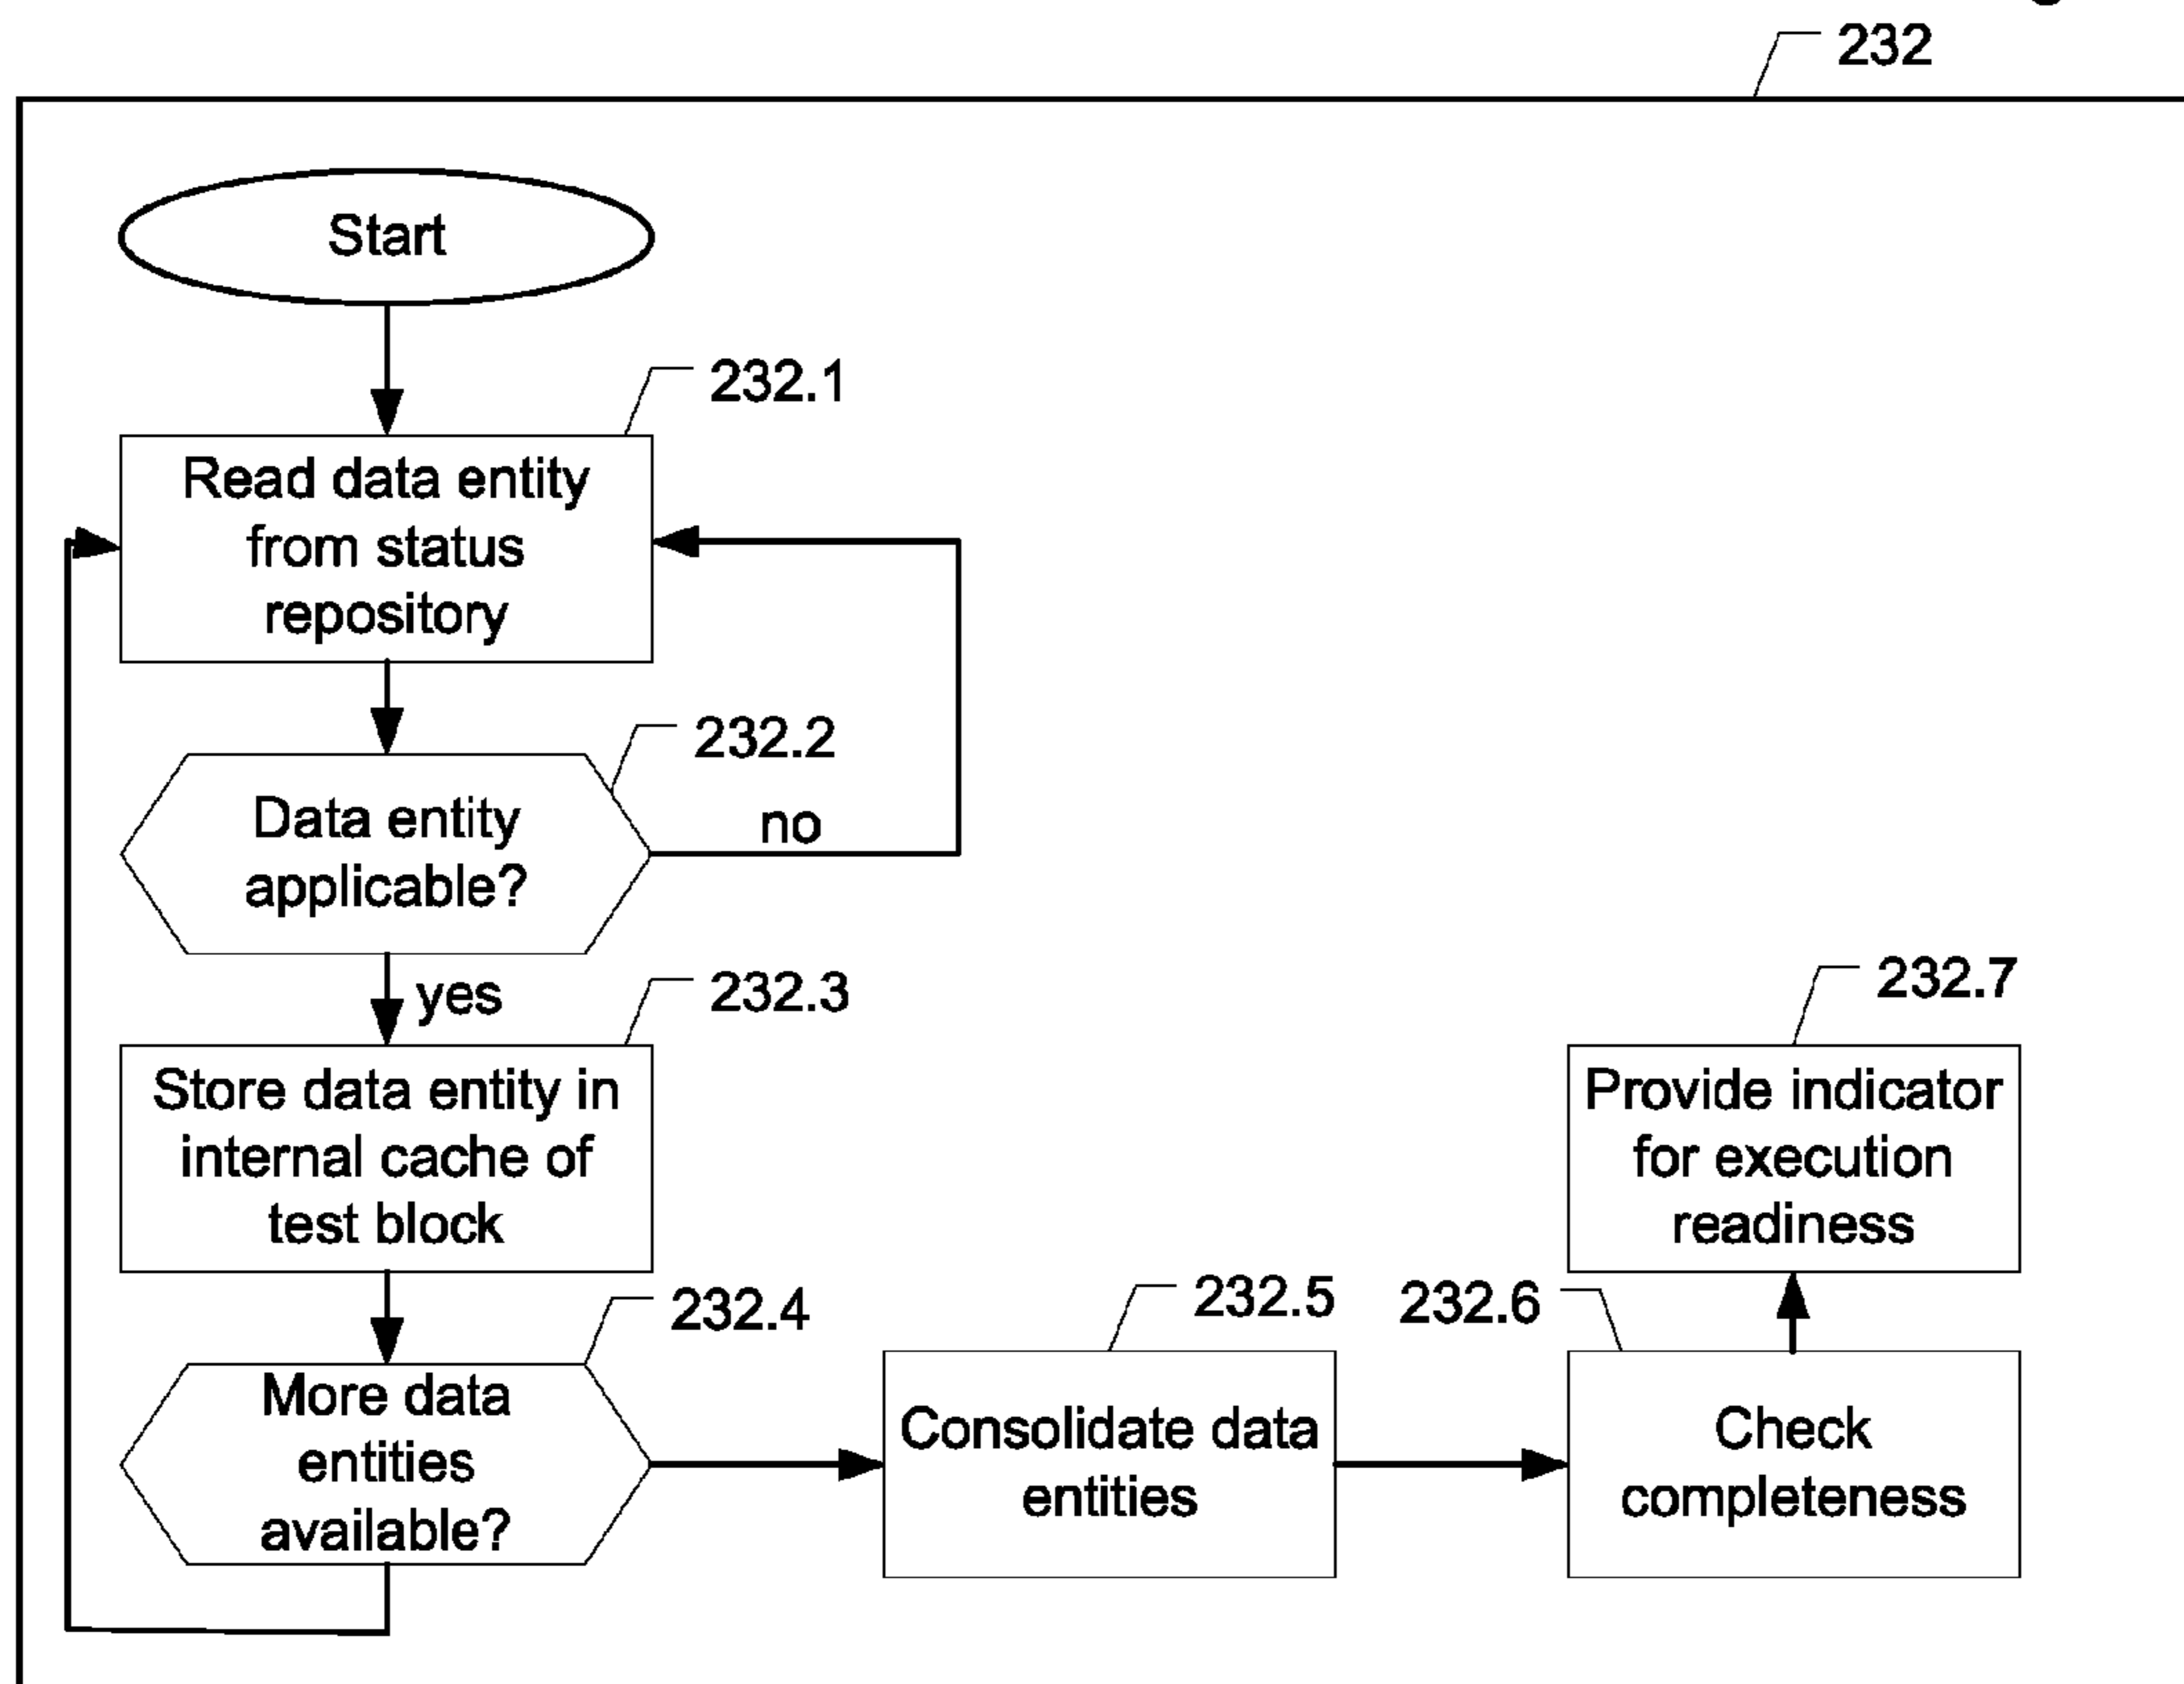 232
Start
232.1
Read data entity
from status
repository
232.2
Data entity
applicable?
no
yes
232.3
Store data entity in
internal cache of
test block
232.4
More data
entities
available?
232.5
Consolidate data
entities
232.6
Check
completeness
232.7
Provide indicator
for execution
readiness